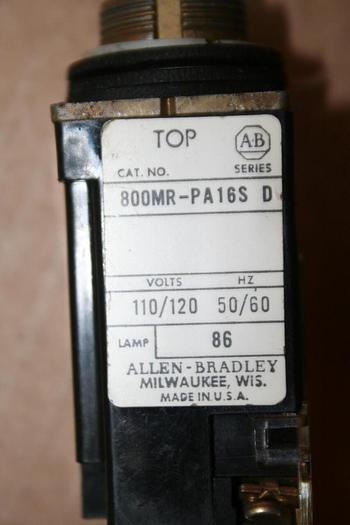 TOP A-B
CAT. NO. SERIES
800MR-PA16S D
VOLTS HZ
110/120 50/60
LAMP 86
ALLEN-BRADLEY
MILWAUKEE, WIS.
MADE IN U.S.A.